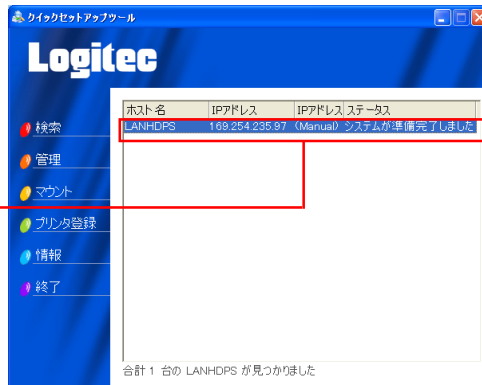 クイックセットアップツール
Logitec
検索
管理
マウント
プリンタ登録
情報
終了
ホスト名 IPアドレス IPアドレス ステータス
LANHDPS 169.254.235.97 (Manual) システムが準備完了しました
合計 1 台の LANHDPS が見つかりました